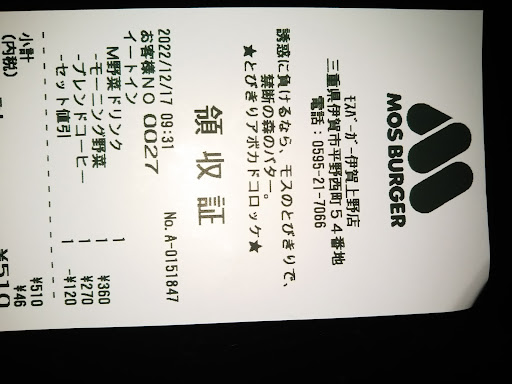 MOS BURGER
モスバーガー伊賀上野店
三重県伊賀市平野西町54番地
電話:0595-21-7066
誘惑に負けるなら、モスのとびきりで、
禁断の森のバター。
★とびきりアボカドコロッケ★
領収証
2022/12/17 09:31 No.A-0151847
お客様NO 0027
イートイン
M野菜 ドリンク 1
-モーニング野菜 1 ¥360
-ブレンドコーヒー 1 ¥270
-セット値引 -¥120
小計 ¥510
(内税) ¥46
¥510